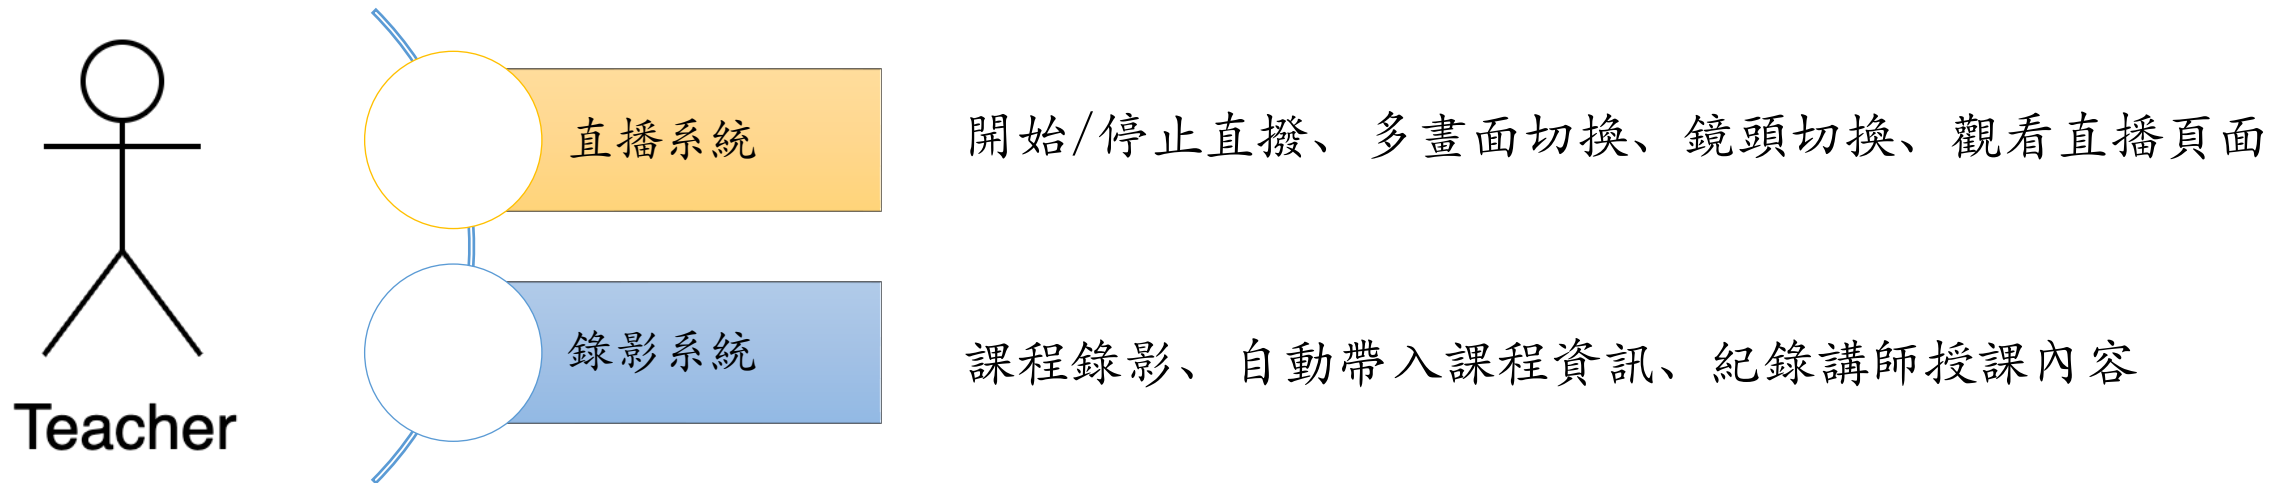 直播系統
開始/停止直撥、多畫面切換、鏡頭切換、觀看直播頁面
錄影系統
課程錄影、自動帶入課程資訊、紀錄講師授課內容
Teacher